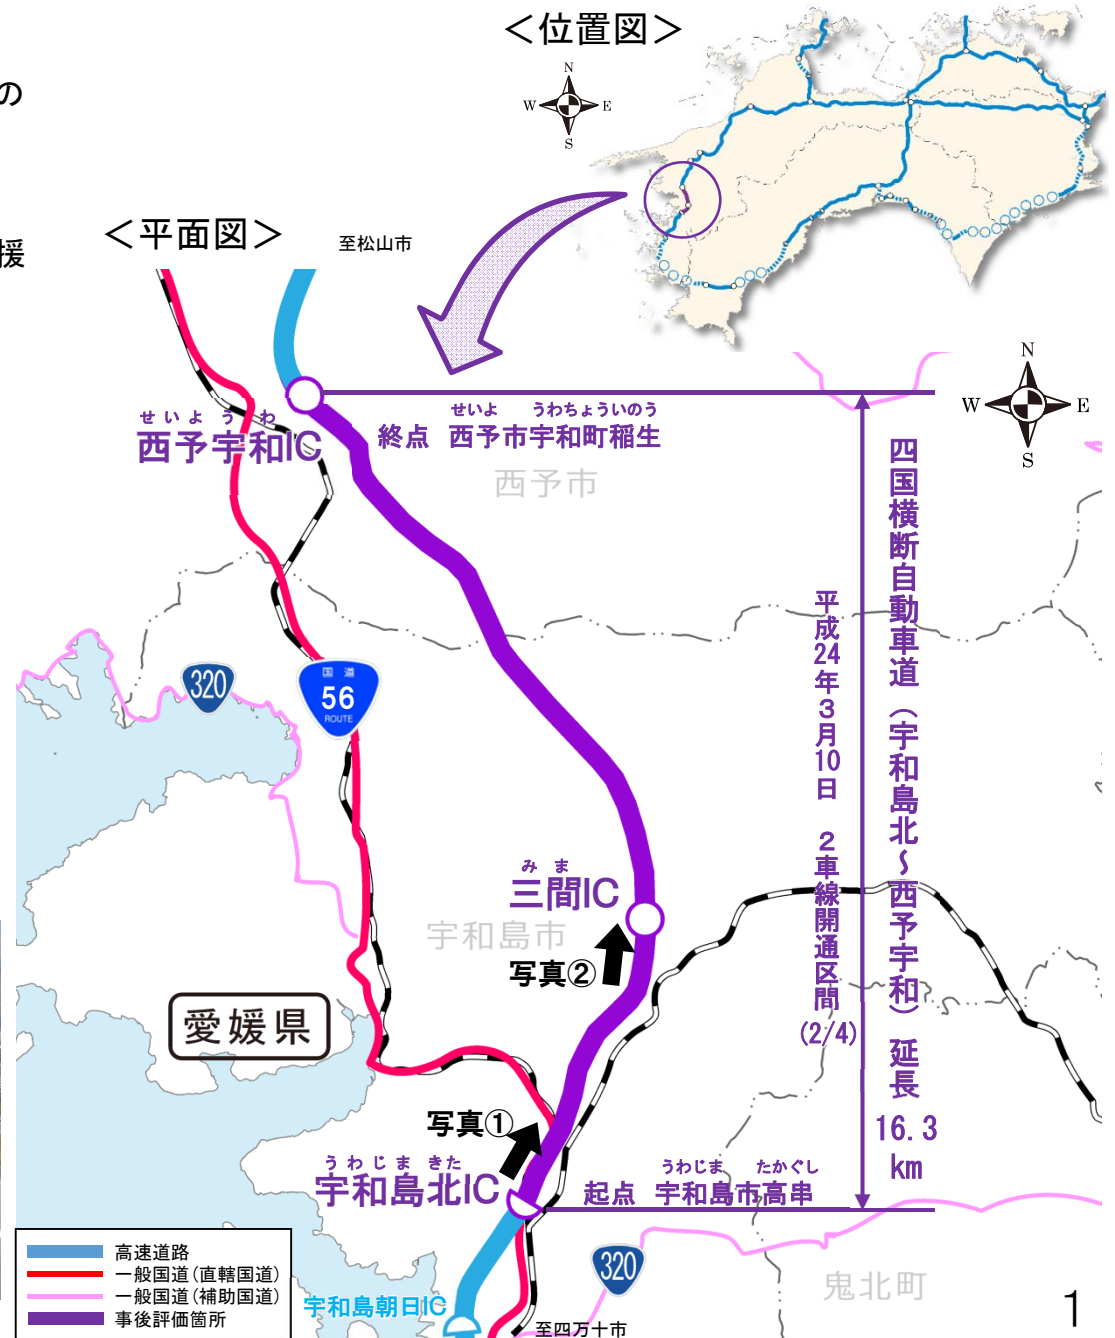 の
援
＜位置図＞
N
W
E
S
＜平面図＞
至松山市
N
W
E
S
せいようわ
西予宇和IC
せいよ うわちょういのう
終点 西予市宇和町稲生
西予市
四国横断自動車道（宇和島北～西予宇和）延長
16.3
km
平成24年3月10日 2車線開通区間
(2/4)
320
国道
56
ROUTE
みま
三間IC
宇和島市
写真②
愛媛県
写真①
うわじま きた
宇和島北IC
うわじま たかぐし
起点 宇和島市高串
320
鬼北町
宇和島朝日IC
至四万十市
高速道路
一般国道(直轄国道)
一般国道(補助国道)
事後評価箇所
1